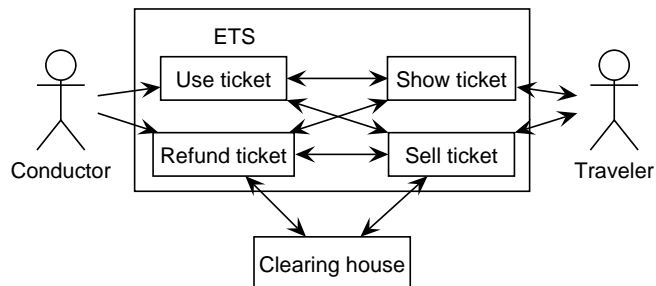 ETS
Use ticket
Show ticket
Refund ticket
Sell ticket
Conductor
Traveler
Clearing house